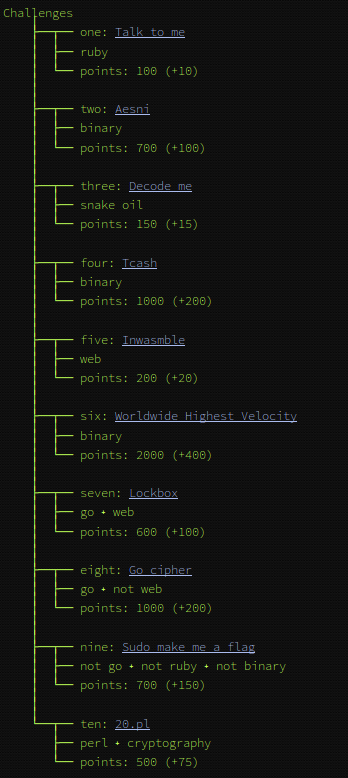 Challenges
one: Talk to me
ruby
points: 100 (+10)
two: Aesni
binary
points: 700 (+100)
three: Decode me
snake oil
points: 150 (+15)
four: Tcash
binary
points: 1000 (+200)
five: Inwasmble
web
points: 200 (+20)
six: Worldwide Highest Velocity
binary
points: 2000 (+400)
seven: Lockbox
go + web
points: 600 (+100)
eight: Go cipher
go + not web
points: 1000 (+200)
nine: Sudo make me a flag
not go + not ruby + not binary
points: 700 (+150)
ten: 20.pl
perl + cryptography
points: 500 (+75)